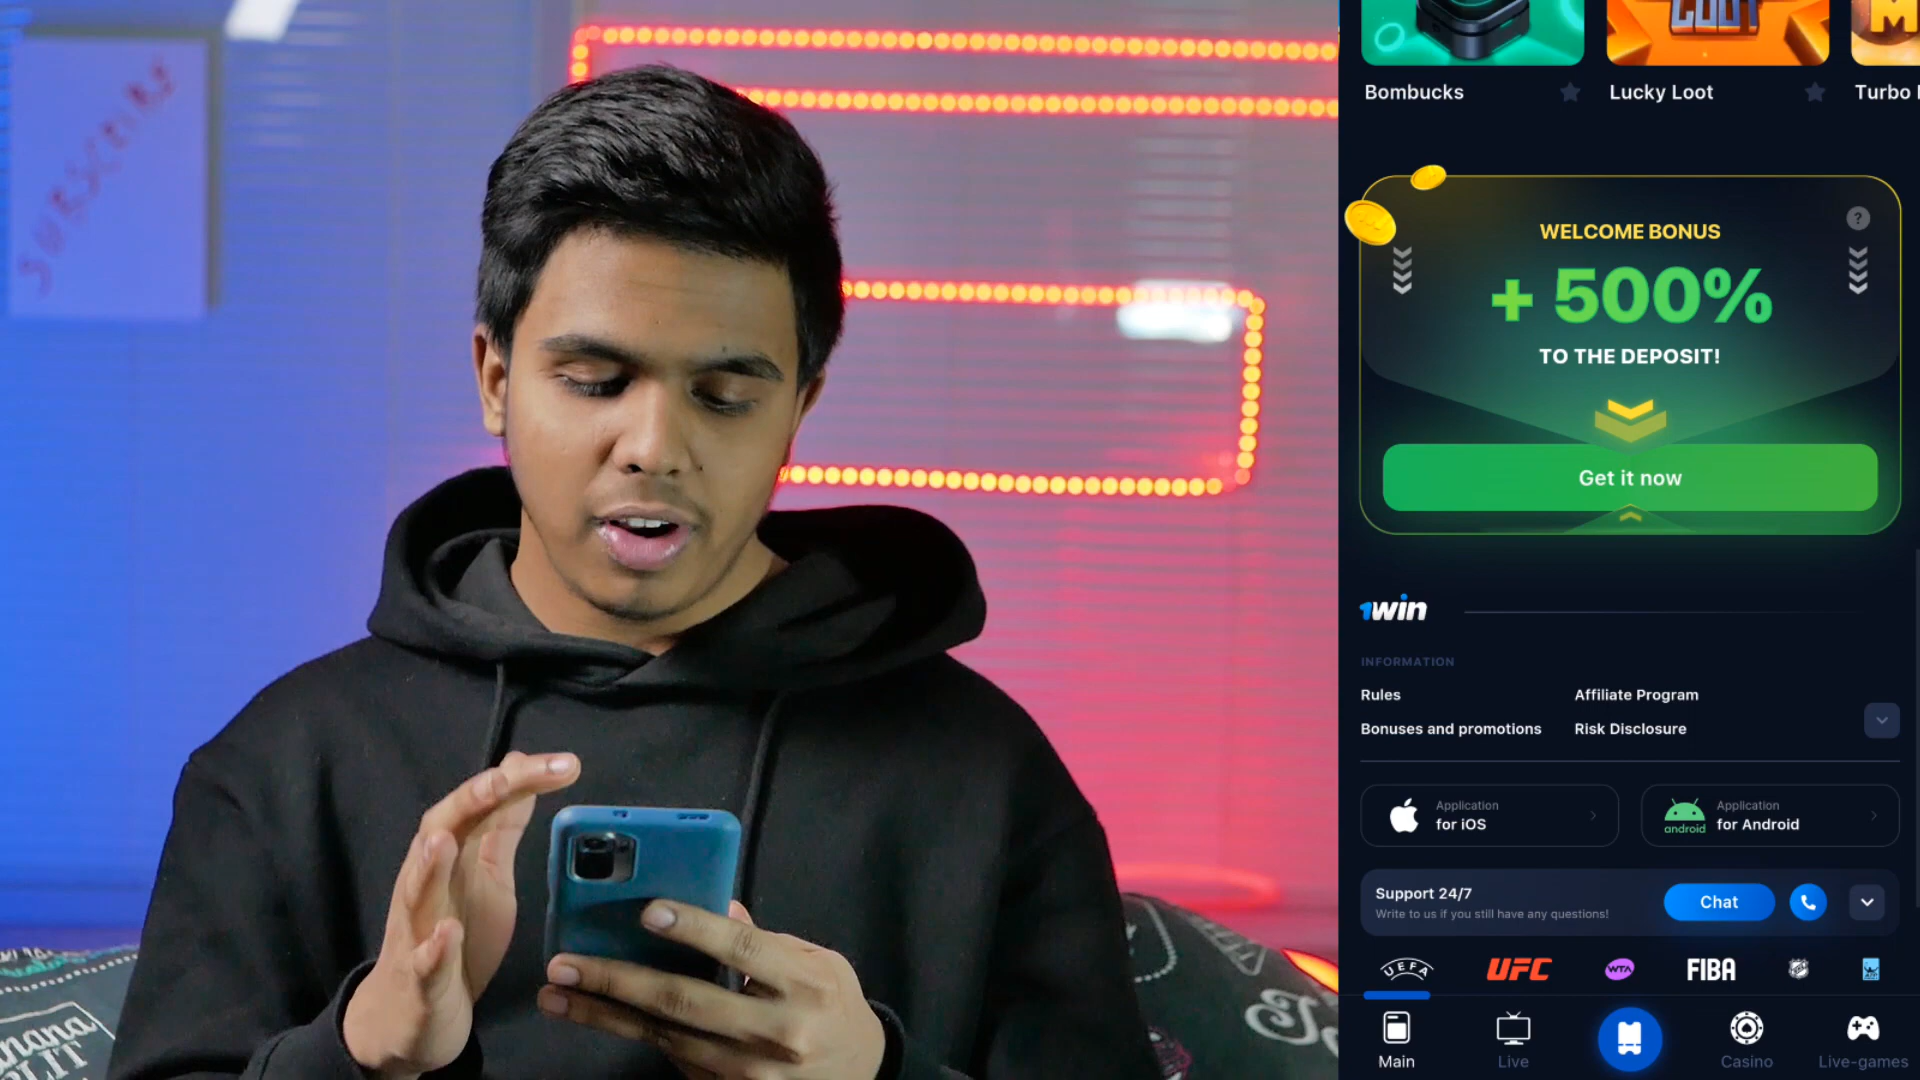 SUBSCRIBE
LOOT
M
Bombucks
Lucky Loot
Turbo
WELCOME BONUS
?
+ 500%
TO THE DEPOSIT!
Get it now
1win
INFORMATION
Rules
Affiliate Program
Bonuses and promotions
Risk Disclosure
Application
for iOS
android
Application
for Android
Support 24/7
Write to us if you still have any questions!
Chat
UEFA
UFC
WTA
FIBA
Main
Live
Casino
Live-games